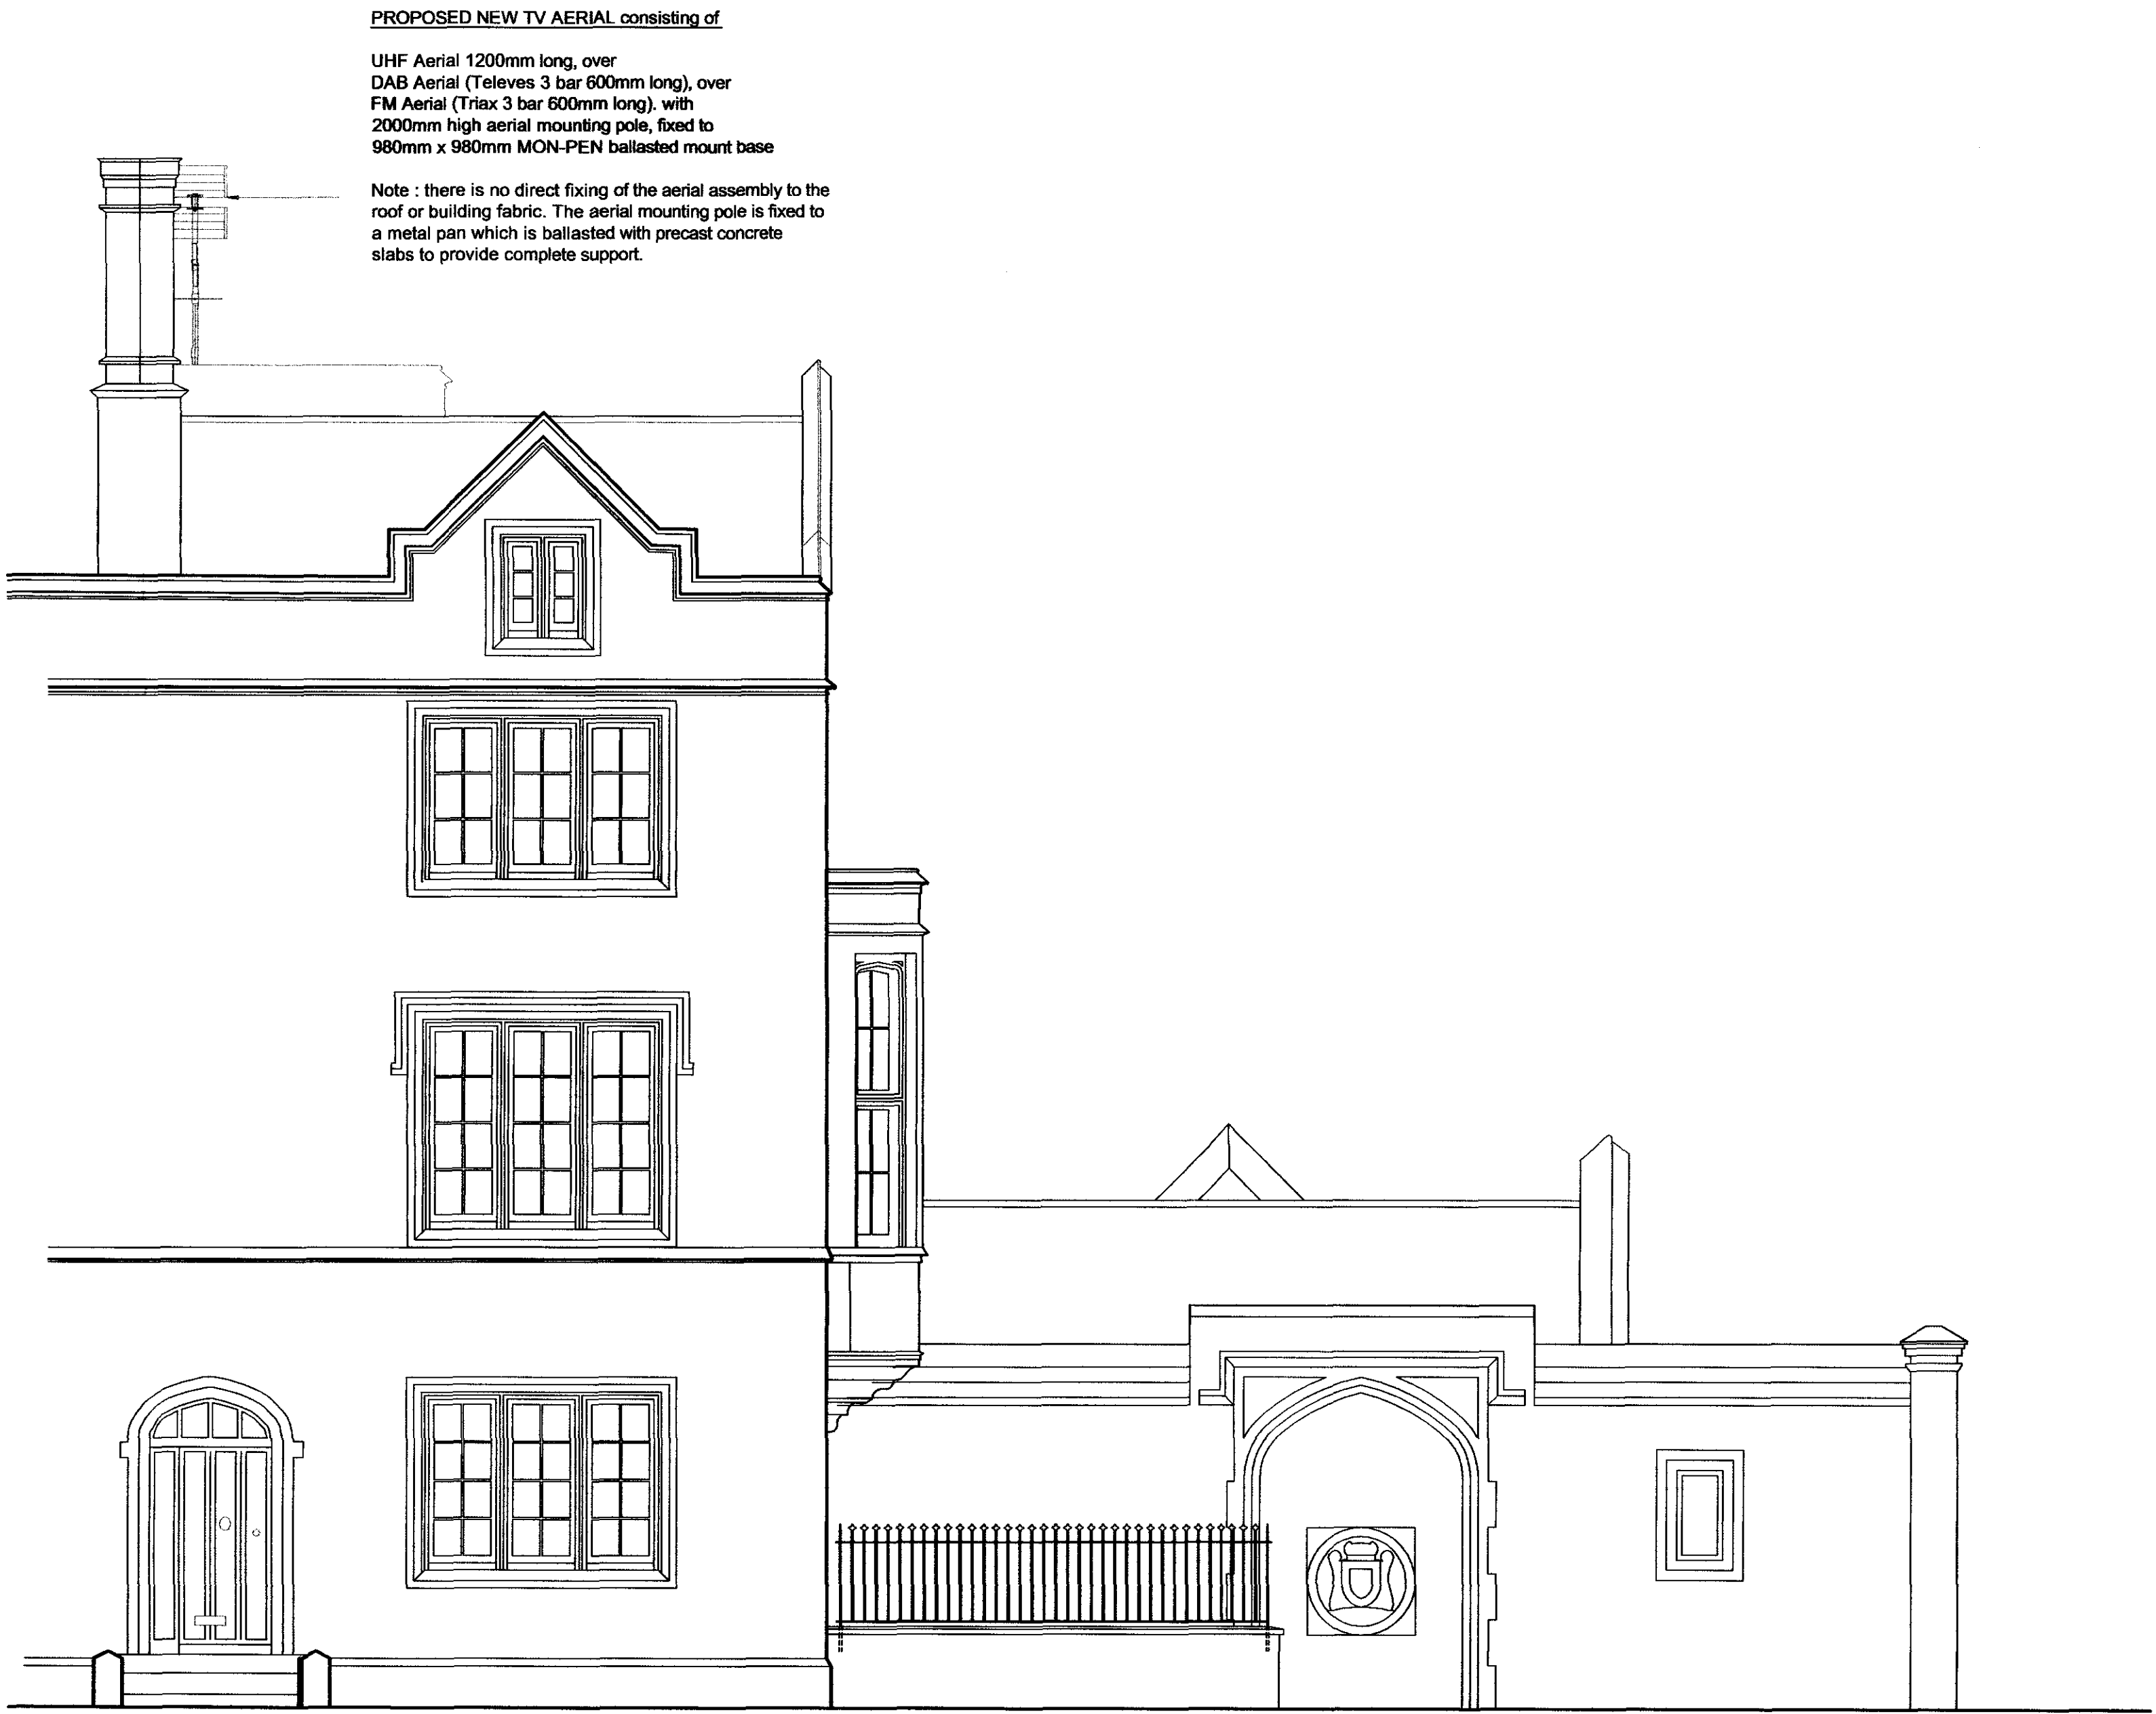 PROPOSED NEW TV AERIAL consisting of
UHF Aerial 1200mm long, over
DAB Aerial (Televes 3 bar 600mm long), over
FM Aerial (Triax 3 bar 600mm long). with
2000mm high aerial mounting pole, fixed to
980mm x 980mm MON-PEN ballasted mount base
Note : there is no direct fixing of the aerial assembly to the
roof or building fabric. The aerial mounting pole is fixed to
a metal pan which is ballasted with precast concrete
slabs to provide complete support.